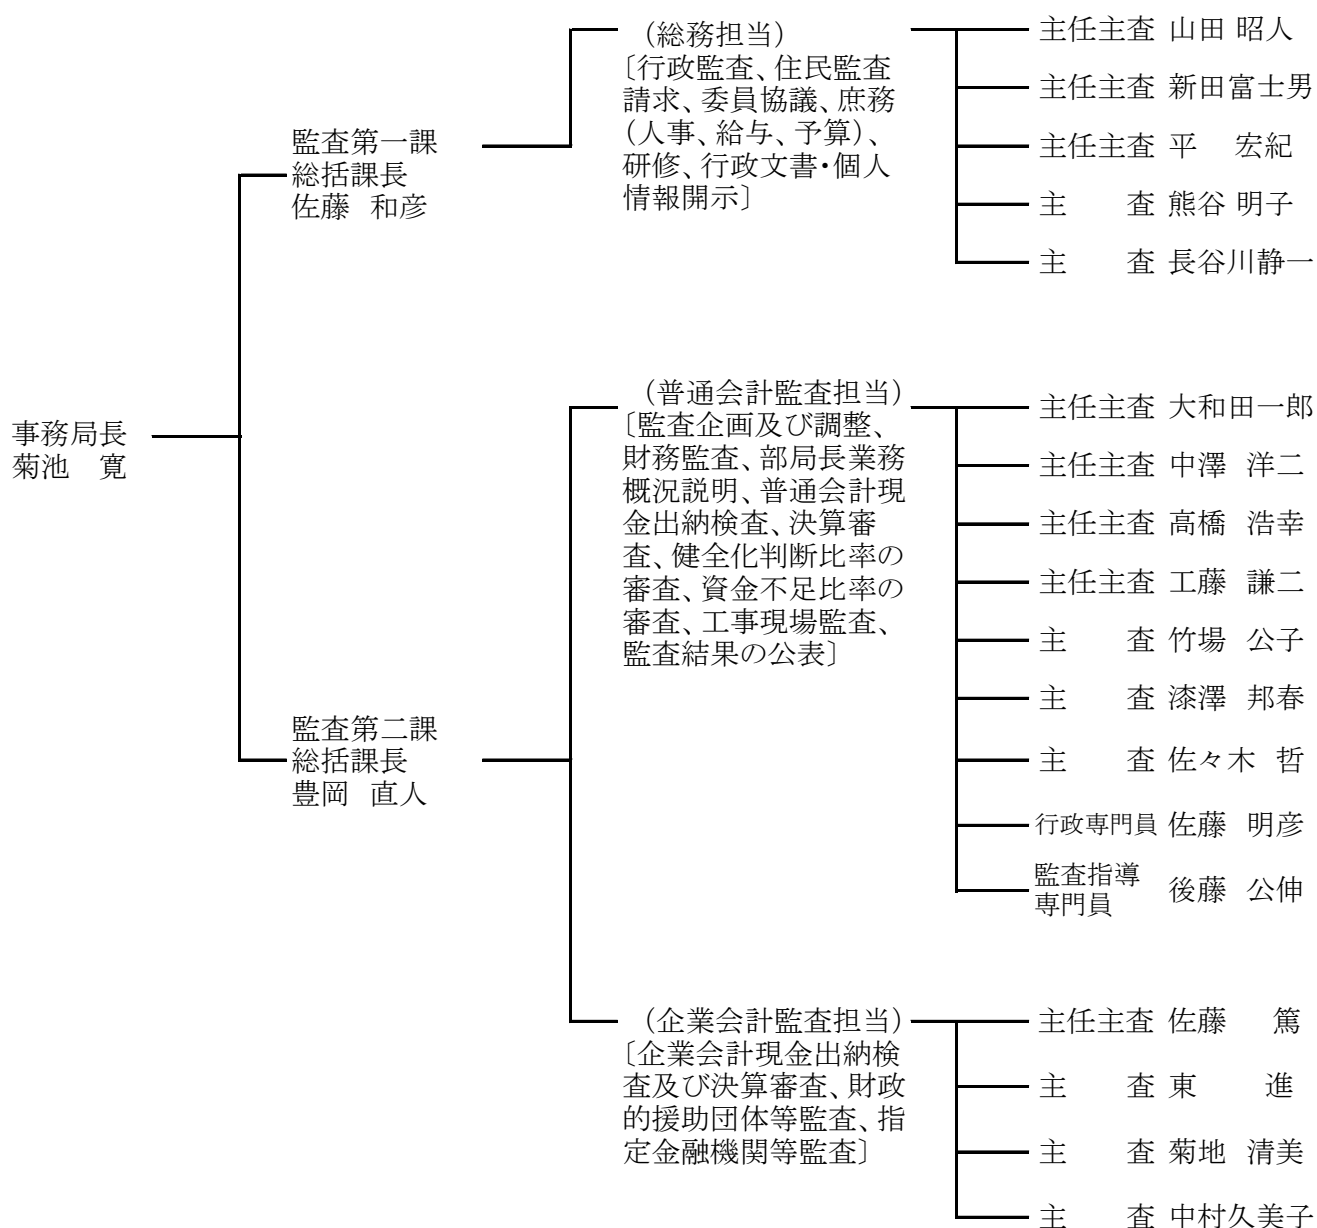 事務局長
菊池 寛
監査第一課
総括課長
佐藤 和彦
（総務担当）
〔行政監査、住民監査
請求、委員協議、庶務
（人事、給与、予算）、
研修、行政文書・個人
情報開示〕
主任主査 山田 昭人
主任主査 新田富士男
主任主査 平 宏紀
主 査 熊谷 明子
主 査 長谷川静一
監査第二課
総括課長
豊岡 直人
（普通会計監査担当）
〔監査企画及び調整、
財務監査、部局長業務
概況説明、普通会計現
金出納検査、決算審
査、健全化判断比率の
審査、資金不足比率の
審査、工事現場監査、
監査結果の公表〕
主任主査 大和田一郎
主任主査 中澤 洋二
主任主査 高橋 浩幸
主任主査 工藤 謙二
主 査 竹場 公子
主 査 漆澤 邦春
主 査 佐々木 哲
行政専門員 佐藤 明彦
監査指導
専門員 後藤 公伸
（企業会計監査担当）
〔企業会計現金出納検
査及び決算審査、財政
的援助団体等監査、指
定金融機関等監査〕
主任主査 佐藤 篤
主 査 東 進
主 査 菊地 清美
主 査 中村久美子